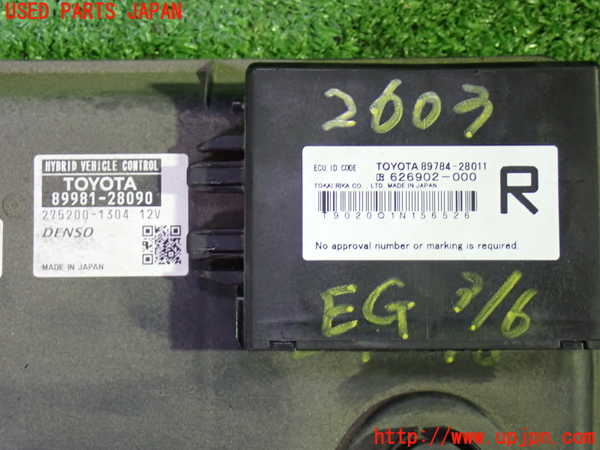 USED PARTS JAPAN
2603
HYBRID VEHICLE CONTROL
TOYOTA
89981-28090
275200-1304 12V
DENSO
MADE IN JAPAN
ECU ID CODE TOYOTA 89784-28011
626902-000
TOKAI RIKA CO., LTD. MADE IN JAPAN
T9020Q1N156526
R
No approval number or marking is required.
EG 3/6
http://www.upjpn.com/